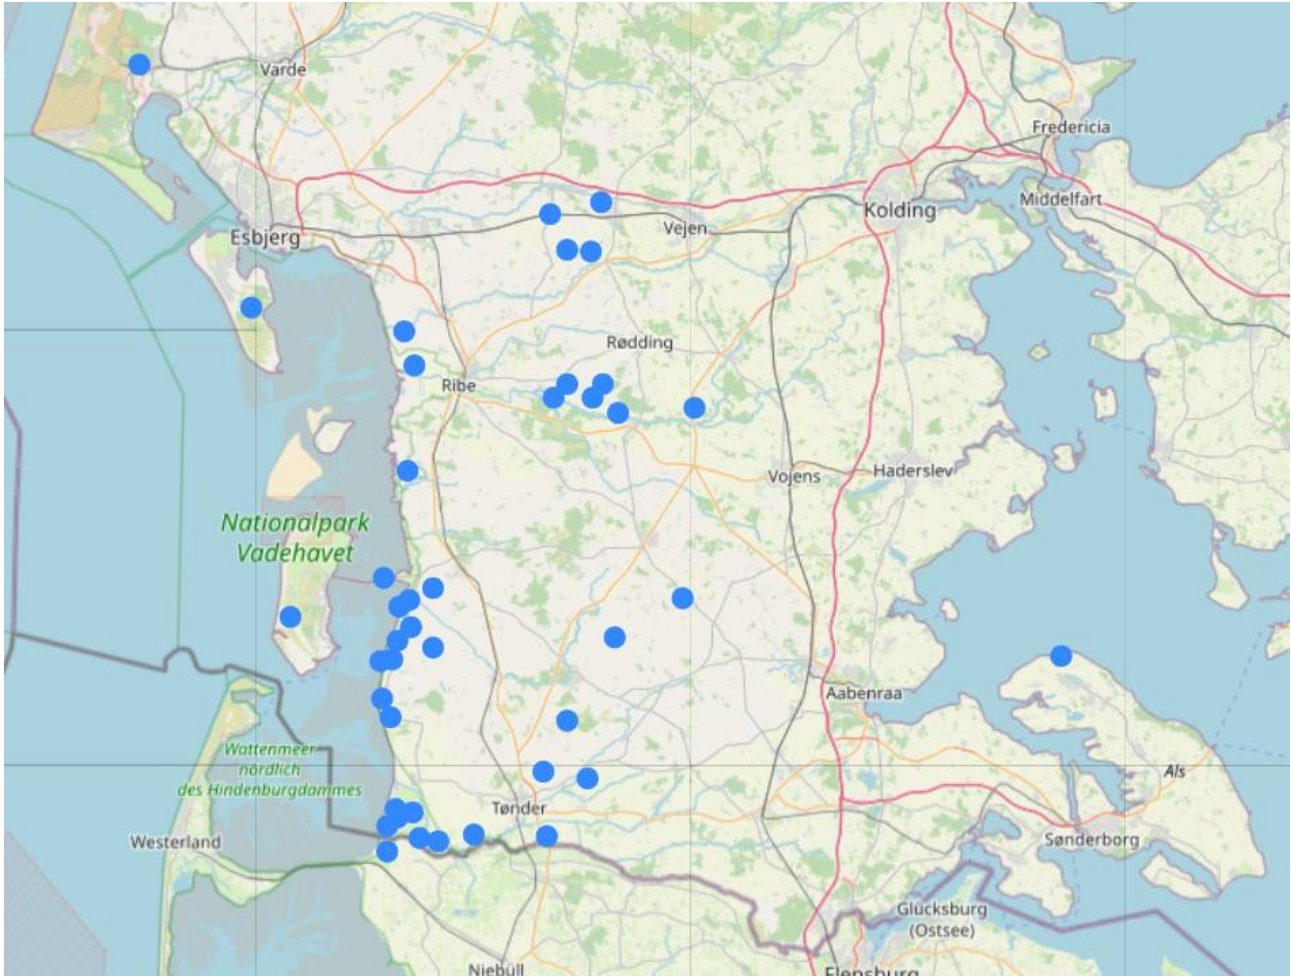 Varde
Fredericia
Middelfart
Kolding
Vejen
Esbjerg
Rødding
Ribe
Vojens
Haderslev
Nationalpark
Vadehavet
Aabenraa
Wattenmeer
nördlich
des Hindenburgdammes
Als
Tønder
Westerland
Sønderborg
Glücksburg
(Ostsee)
Niebüll
Flensburg